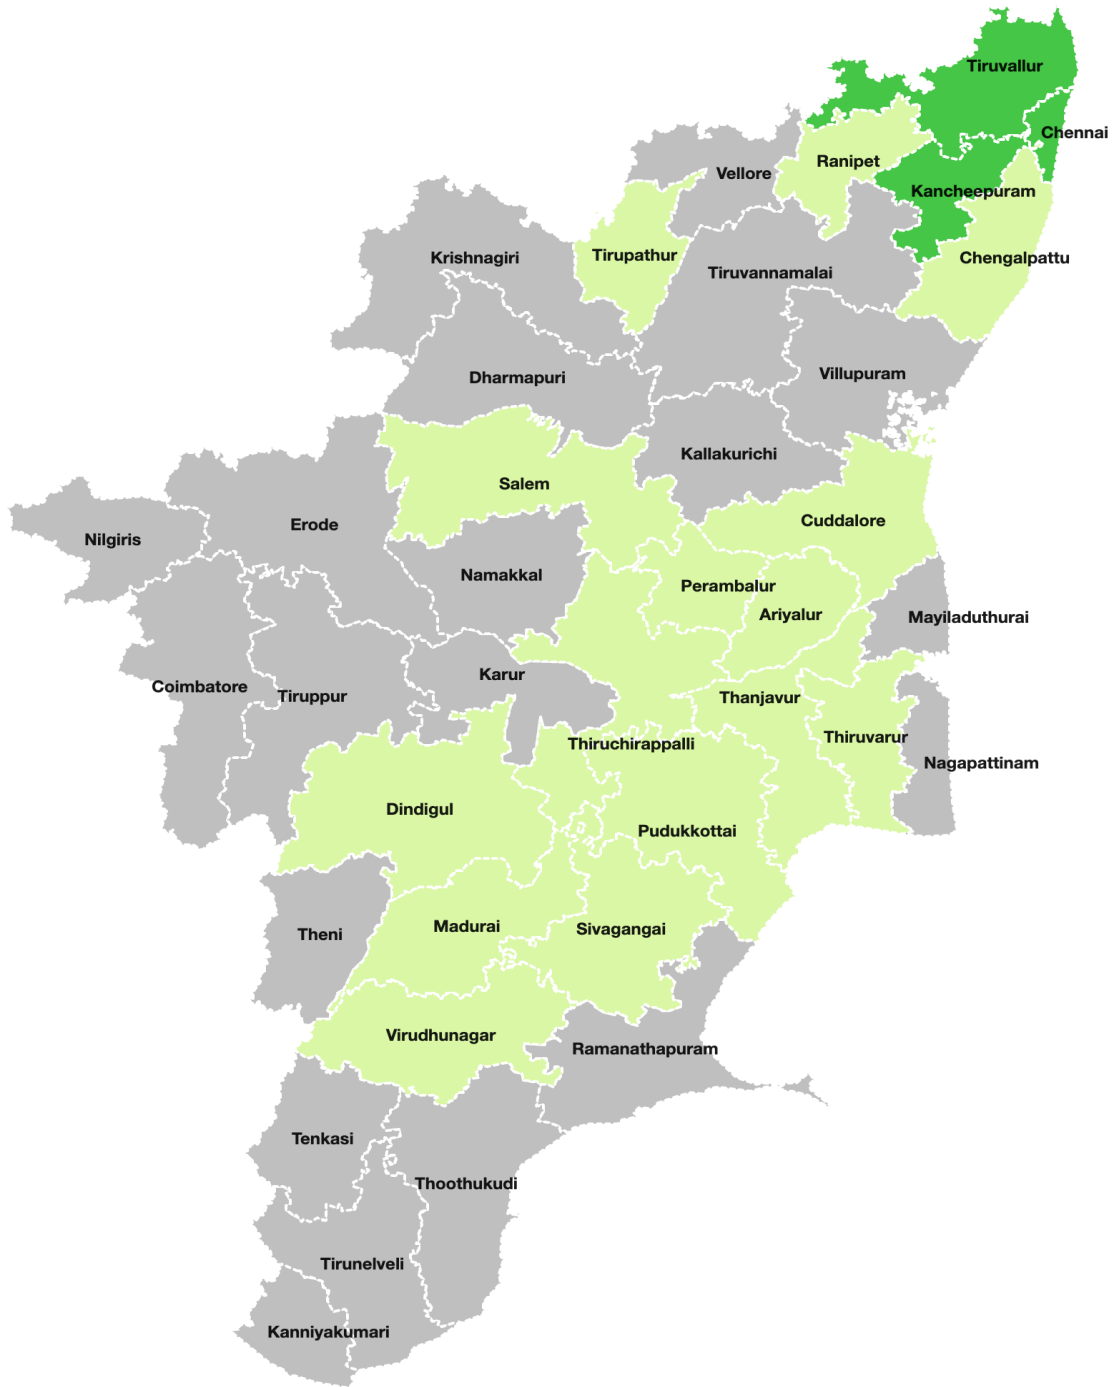 Tiruvallur
Chennai
Ranipet
Vellore
Kancheepuram
Tirupathur
Krishnagiri
Chengalpattu
Tiruvannamalai
Villupuram
Dharmapuri
Kallakurichi
Salem
Cuddalore
Erode
Nilgiris
Namakkal
Perambalur
Ariyalur
Mayiladuthurai
Karur
Coimbatore
Tiruppur
Thanjavur
Thiruvarur
Thiruchirappalli
Nagapattinam
Dindigul
Pudukkottai
Madurai
Sivagangai
Theni
Virudhunagar
Ramanathapuram
Tenkasi
Thoothukudi
Tirunelveli
Kanniyakumari